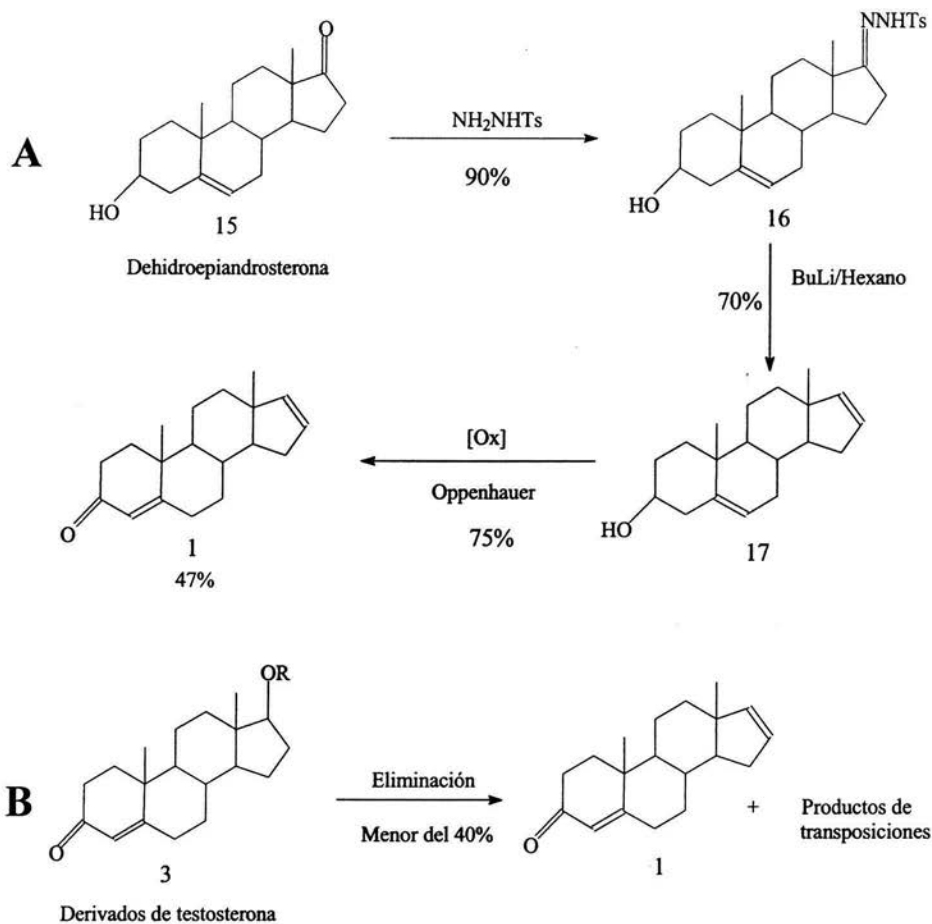 O
NNHTs
A
NH2NHTs
90%
HO
15
HO
16
Dehidroepiandrosterona
70%
BuLi/Hexano
[Ox]
Oppenhauer
75%
O
1
47%
HO
17
OR
B
Eliminación
Menor del 40%
+
Productos de
transposiciones
O
3
O
1
Derivados de testosterona